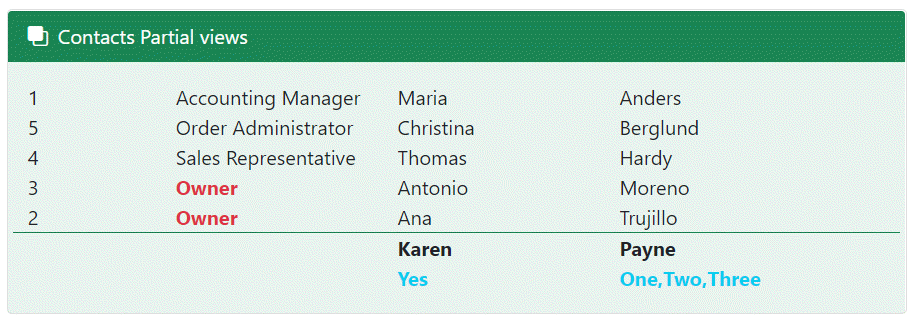 Contacts Partial views
1 Accounting Manager Maria Anders
5 Order Administrator Christina Berglund
4 Sales Representative Thomas Hardy
3 Owner Antonio Moreno
2 Owner Ana Trujillo
Karen Payne
Yes One,Two,Three